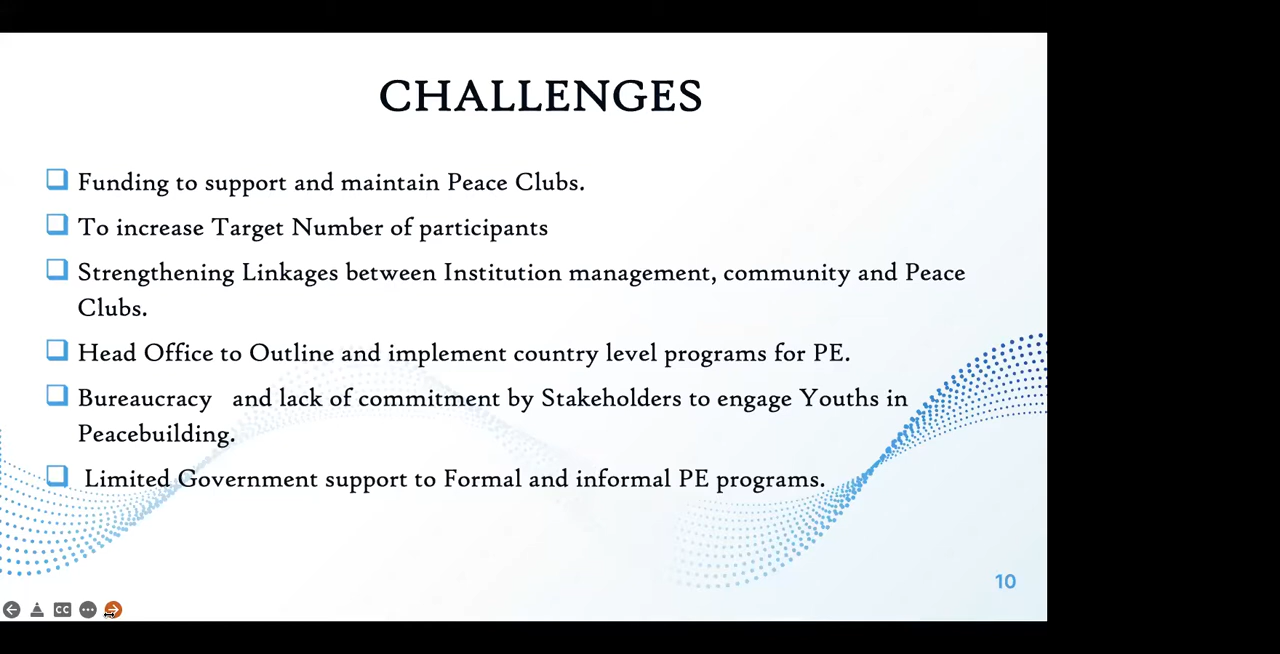 CHALLENGES
Funding to support and maintain Peace Clubs.
To increase Target Number of participants
Strengthening Linkages between Institution management, community and Peace
Clubs.
Head Office to Outline and implement country level programs for PE.
Bureaucracy   and lack of commitment by Stakeholders to engage Youths in
Peacebuilding.
Limited Government support to Formal and informal PE programs.
10
CC